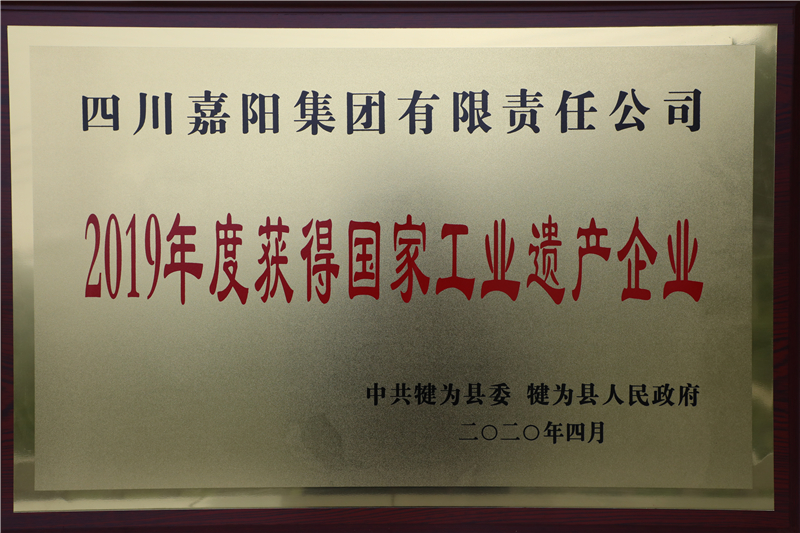 四川嘉阳集团有限责任公司
2019年度获得国家工业遗产企业
中共犍为县委 犍为县人民政府
二〇二〇年四月